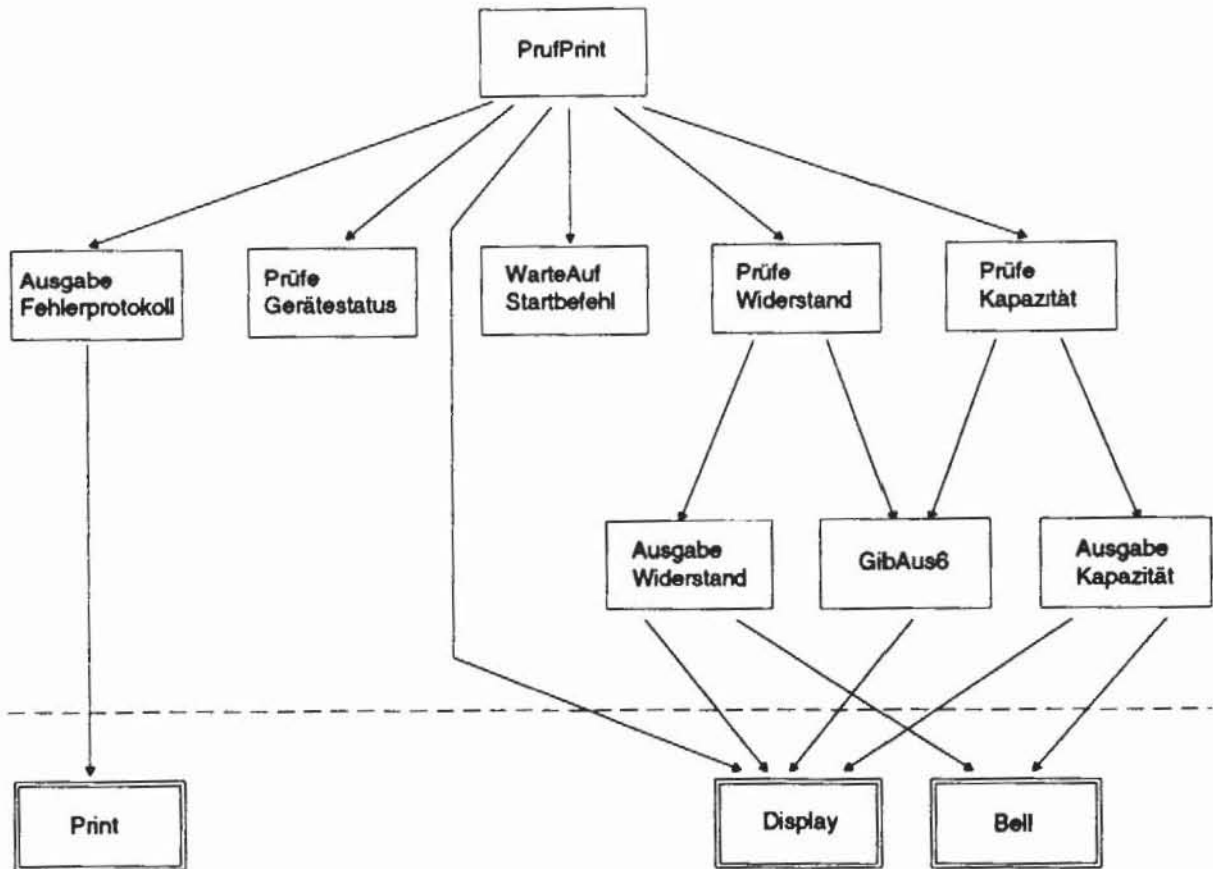 PrufPrint
Ausgabe
Fehlerprotokoll
Prüfe
Gerätestatus
WarteAuf
Startbefehl
Prüfe
Widerstand
Prüfe
Kapazität
Ausgabe
Widerstand
GibAus6
Ausgabe
Kapazität
Print
Display
Bell